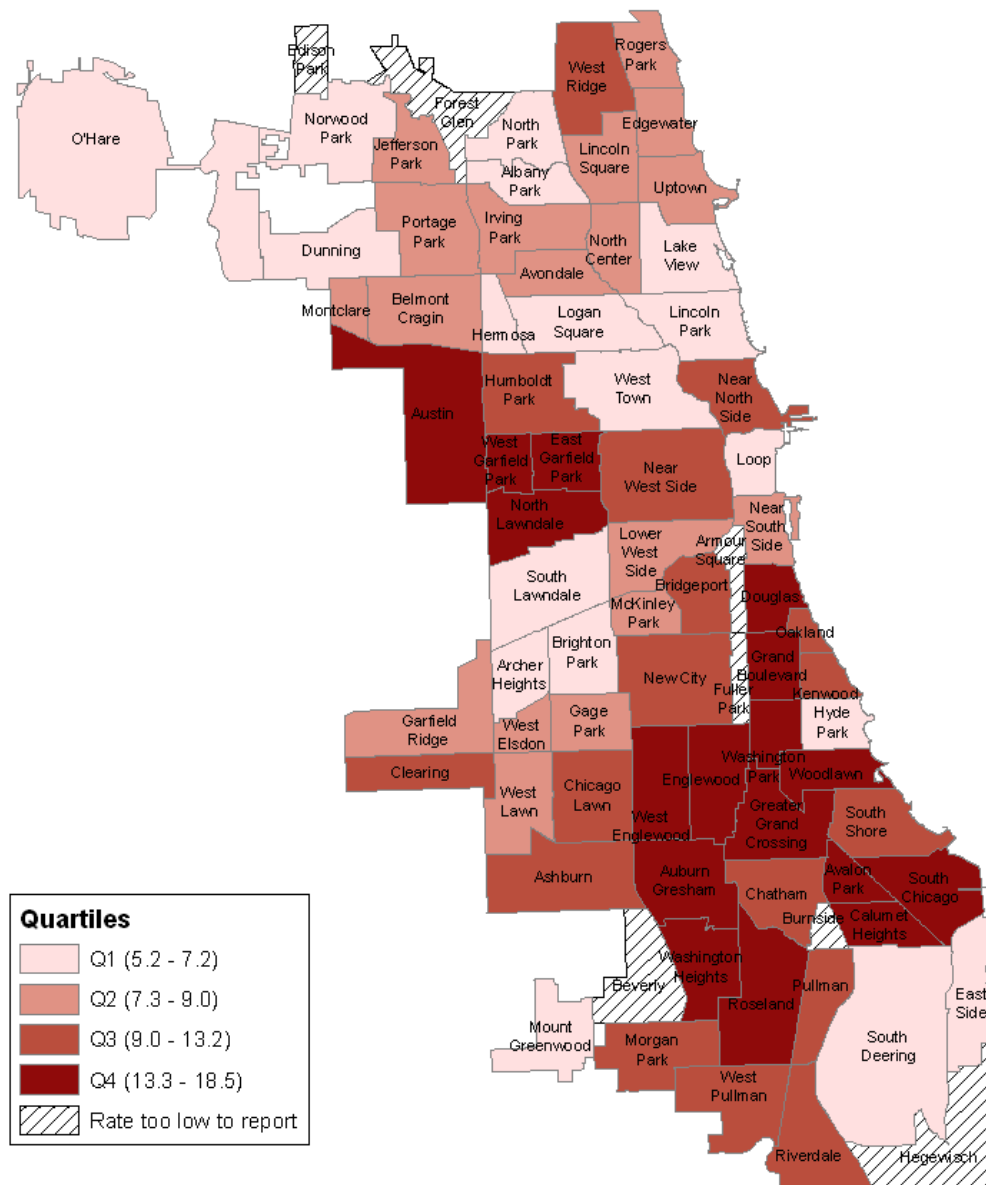 Edison
Park
Rogers
Park
West
Ridge
O'Hare
Norwood
Park
Forest
Glen
North
Park
Edgewater
Jefferson
Park
Lincoln
Square
Albany
Park
Uptown
Portage
Park
Irving
Park
North
Center
Lake
View
Dunning
Avondale
Montclare
Belmont
Cragin
Hermosa
Logan
Square
Lincoln
Park
Humboldt
Park
West
Town
Near
North
Side
Austin
West
Garfield
Park
East
Garfield
Park
Near
West Side
Loop
North
Lawndale
Near
South
Side
Lower
West
Side
Armour
Square
South
Lawndale
Bridgeport
Douglas
McKinley
Park
Oakland
Brighton
Park
Archer
Heights
New City
Grand
Boulevard
Fuller
Park
Kenwood
Hyde
Park
Garfield
Ridge
West
Elsdon
Gage
Park
Clearing
West
Lawn
Chicago
Lawn
Englewood
Washington
Park
Woodlawn
West
Englewood
Greater
Grand
Crossing
South
Shore
Ashburn
Auburn
Gresham
Chatham
Avalon
Park
South
Chicago
Burnside
Calumet
Heights
Beverly
Washington
Heights
Roseland
Pullman
East
Side
Mount
Greenwood
Morgan
Park
South
Deering
West
Pullman
Riverdale
Hegewisch
Quartiles
Q1 (5.2 - 7.2)
Q2 (7.3 - 9.0)
Q3 (9.0 - 13.2)
Q4 (13.3 - 18.5)
Rate too low to report